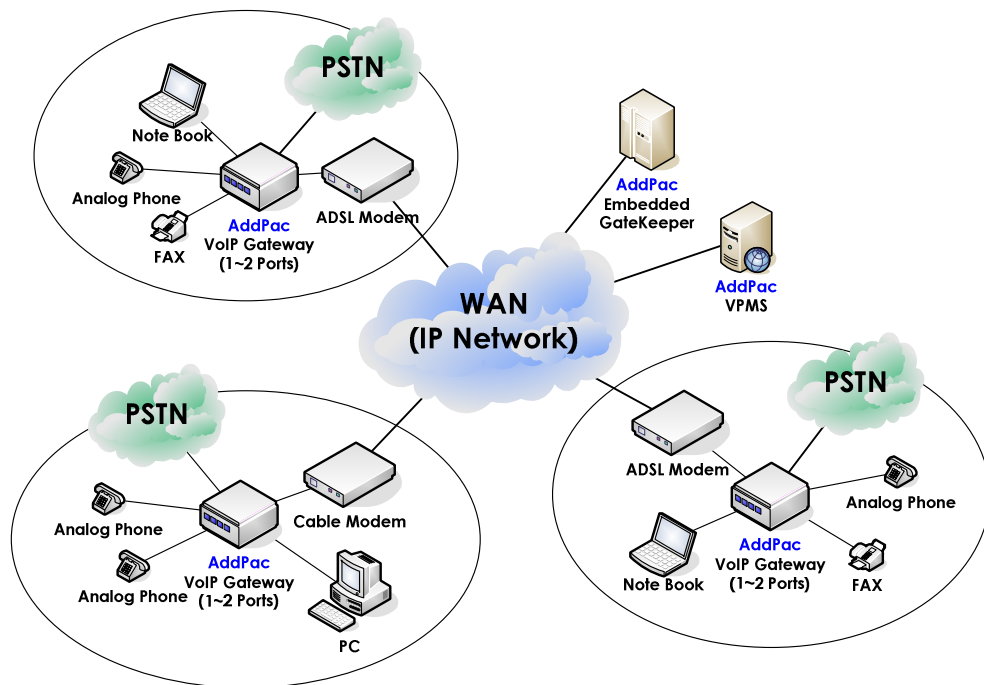 PSTN
Note Book
Analog Phone
FAX
AddPac
VoIP Gateway
(1~2 Ports)
ADSL Modem
AddPac
Embedded
GateKeeper
AddPac
VPMS
WAN
(IP Network)
PSTN
Analog Phone
Analog Phone
AddPac
VoIP Gateway
(1~2 Ports)
Cable Modem
PC
PSTN
ADSL Modem
Analog Phone
Note Book
AddPac
VoIP Gateway
(1~2 Ports)
FAX